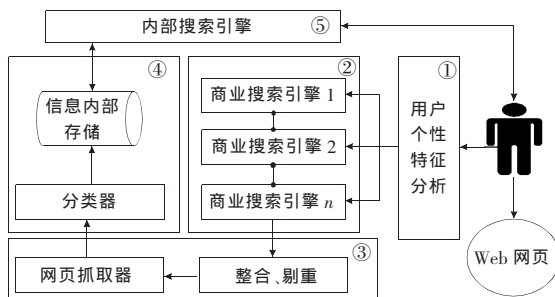 内部搜索引擎 ⑤
④
信息内部
存储
分类器
②
商业搜索引擎 1
商业搜索引擎 2
商业搜索引擎 n
①
用户
个性
特征
分析
Web 网页
③
网页抓取器
整合、剔重